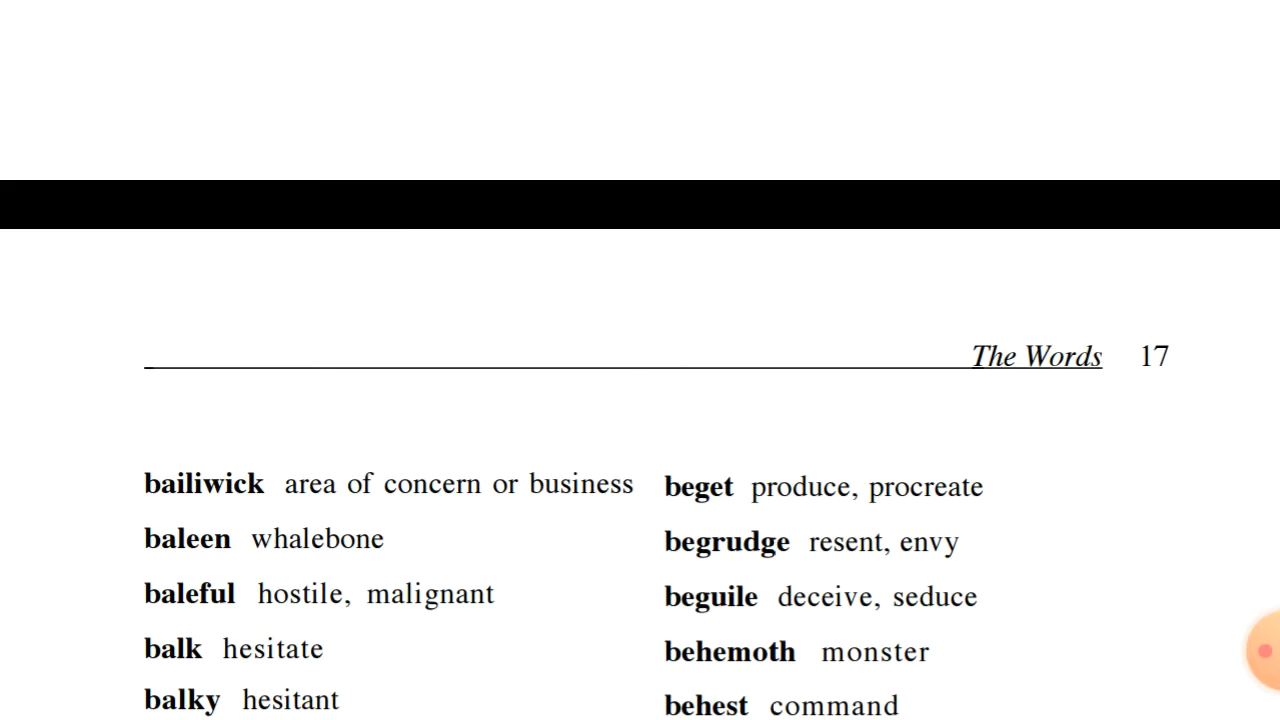 The Words 17
bailiwick area of concern or business
baleen whalebone
baleful hostile, malignant
balk hesitate
balky hesitant
beget produce, procreate
begrudge resent, envy
beguile deceive, seduce
behemoth monster
behest command